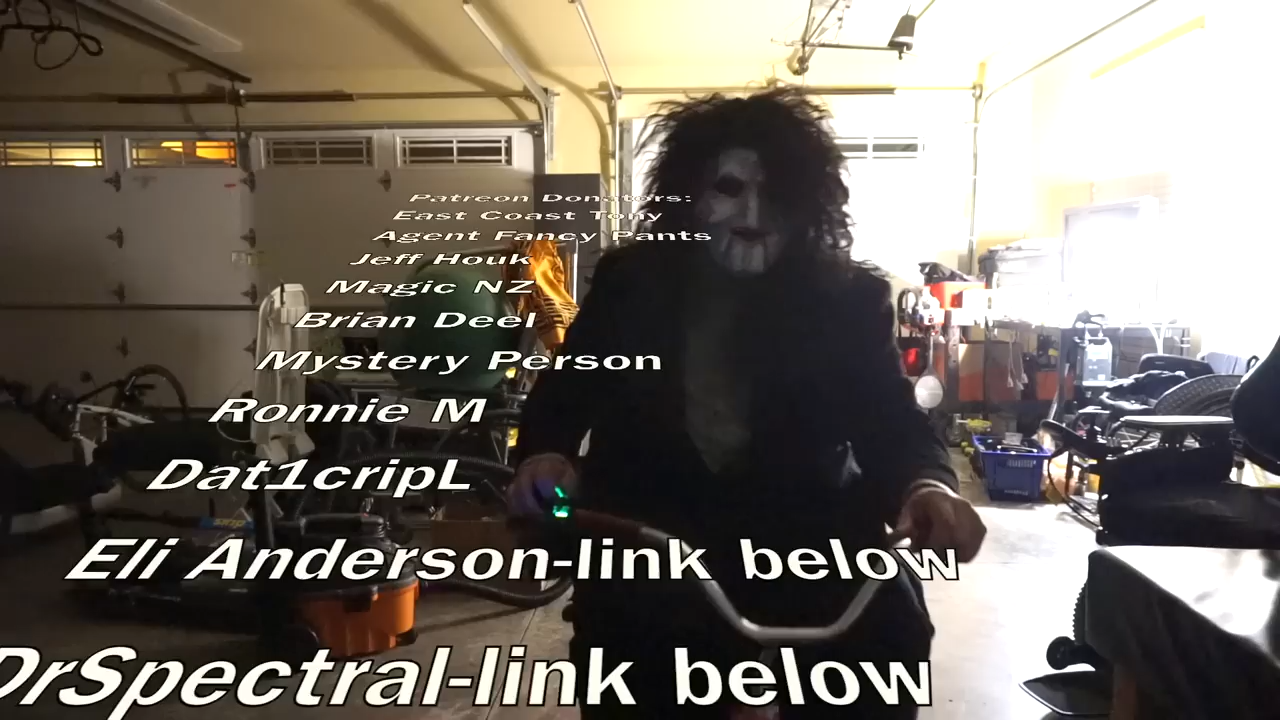 Patreon Donators:
East Coast Tony
Agent Fancy Pants
Jeff Houk
Magic NZ
Brian Deel
Mystery Person
Ronnie M
Dat1cripL
Eli Anderson-link below
DrSpectral-link below